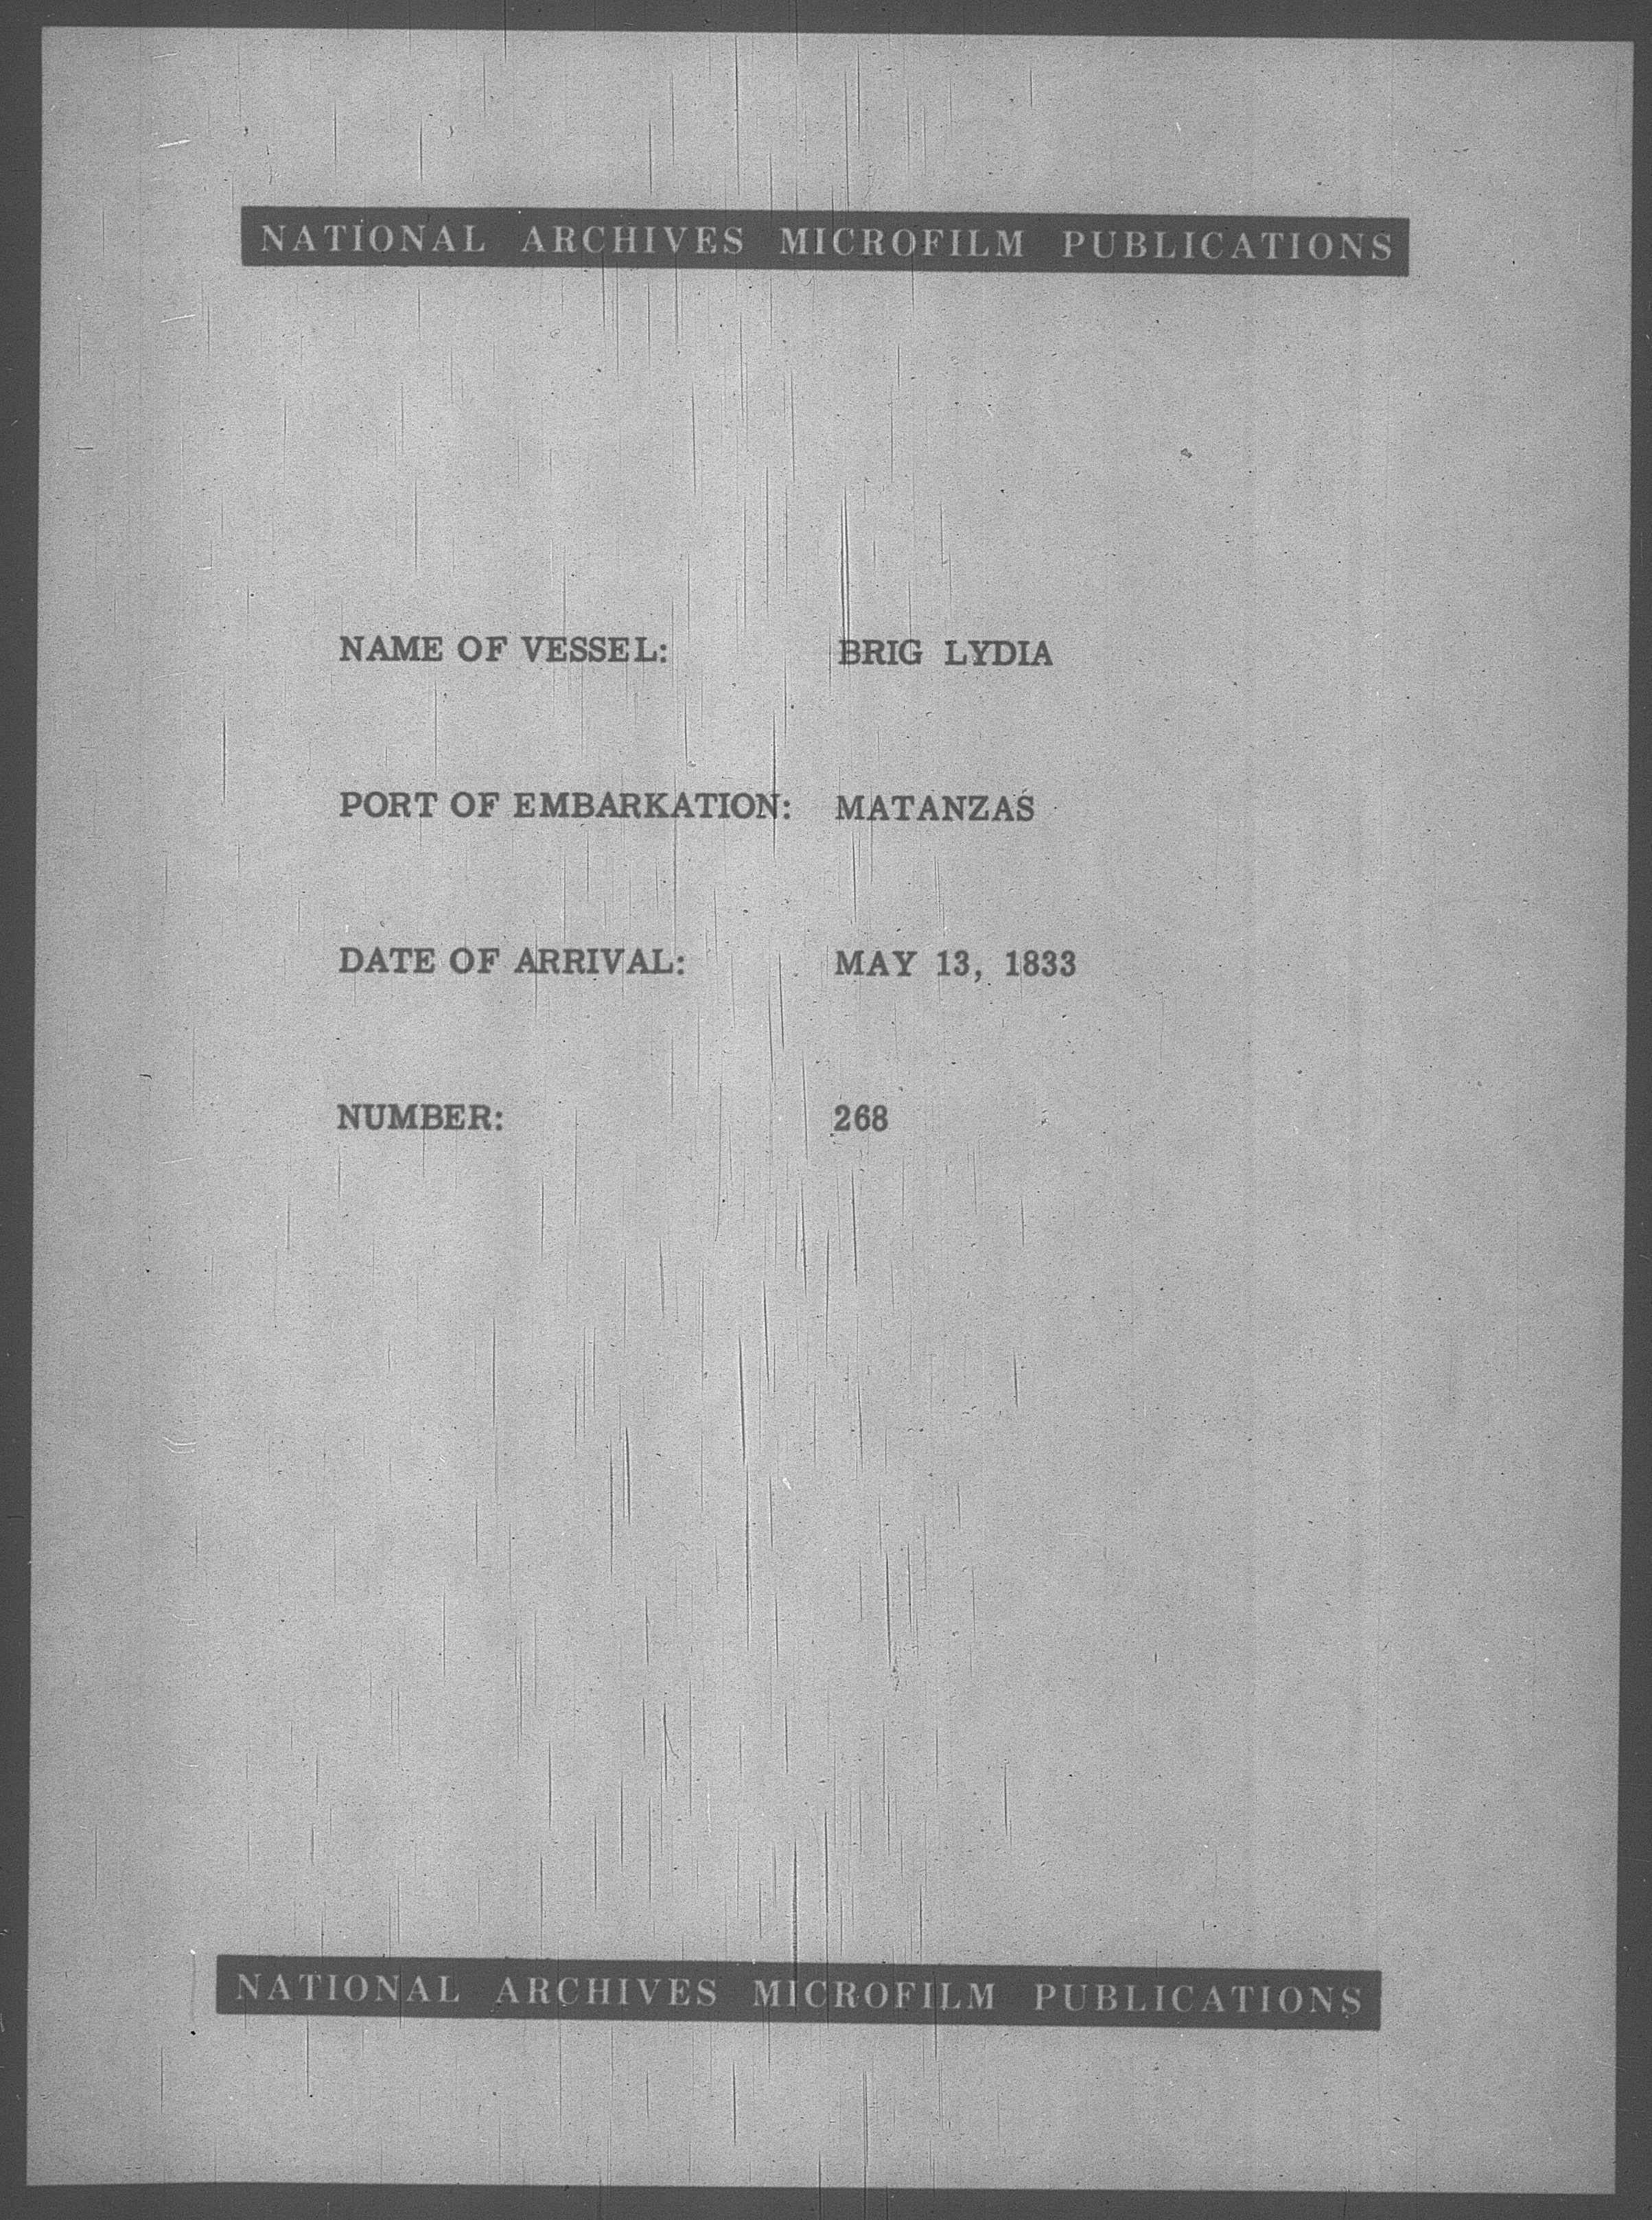 NATIONAL ARCHIVES MICROFILM PUBLICATIONS
NAME OF VESSEL: BRIG LYDIA
PORT OF EMBARKATION: MATANZAS
DATE OF ARRIVAL: MAY 13, 1833
NUMBER: 268
NATIONAL ARCHIVES MICROFILM PUBLICATIONS